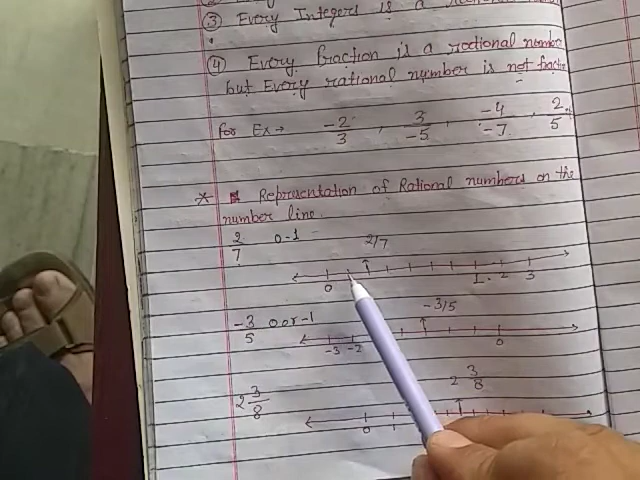 ③ Every Integers is a
④ Every fraction is a rational number
but Every rational number is not fraction
for Ex→ -2/3 , 3/-5 , -4/-7 , 2/5
* Representation of Rational numbers on the
number line.
2/7 0-1 2/7
0 1 2 3
-3/5 0 or -1 -3/5
-3 -2 0
2 3/8 2 3/8
0